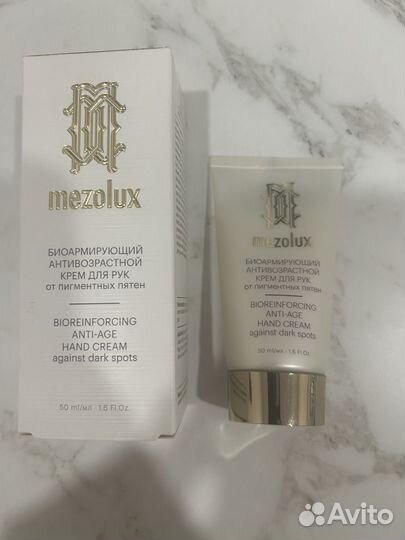 mezolux
БИОАРМИРУЮЩИЙ
АНТИВОЗРАСТНОЙ
КРЕМ ДЛЯ РУК
от пигментных пятен
BIOREINFORCING
ANTI-AGE
HAND CREAM
against dark spots
50 ml/мл · 1.6 Fl.Oz.
mezolux
БИОАРМИРУЮЩИЙ
АНТИВОЗРАСТНОЙ
КРЕМ ДЛЯ РУК
от пигментных пятен
BIOREINFORCING
ANTI-AGE
HAND CREAM
against dark spots
50 ml/мл · 1.6 Fl.Oz.
Avito